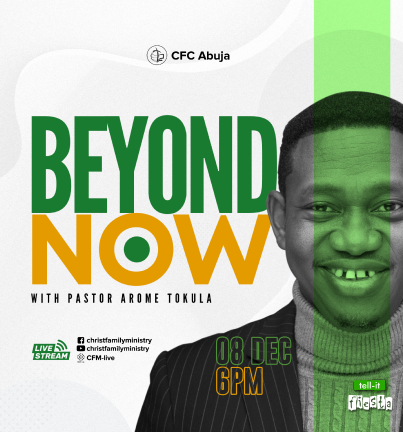 CFC Abuja
BEYOND
NOW
WITH PASTOR AROME TOKULA
LIVE STREAM
christfamilyministry
christfamilyministry
CFM-live
08 DEC
6PM
tell-it
fiesta